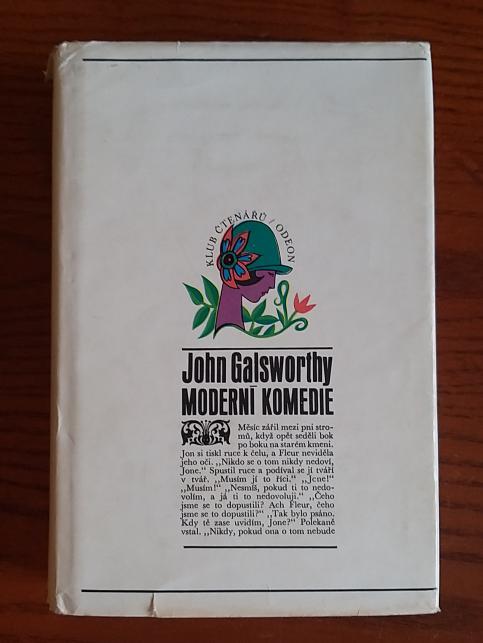 KLUB ČTENÁŘŮ / ODEON
John Galsworthy
MODERNÍ KOMEDIE
Měsíc zářil mezi pni stro-
mů, když opět seděli bok
po boku na starém kmeni.
Jon si tiskl ruce k čelu, a Fleur neviděla
jeho oči. „Nikdo se o tom nikdy nedoví,
Jone.“ Spustil ruce a podíval se jí tváří
v tvář. „Musím jí to říci.“ „Jone!“
„Musím!“ „Nesmíš, pokud ti to nedo-
volím, a já ti to nedovoluji.“ „Čeho
jsme se to dopustili? Ach Fleur, čeho
jsme se to dopustili?“ „Tak bylo psáno.
Kdy tě zase uvidím, Jone?“ Polekaně
vstal. „Nikdy, pokud ona o tom nebude